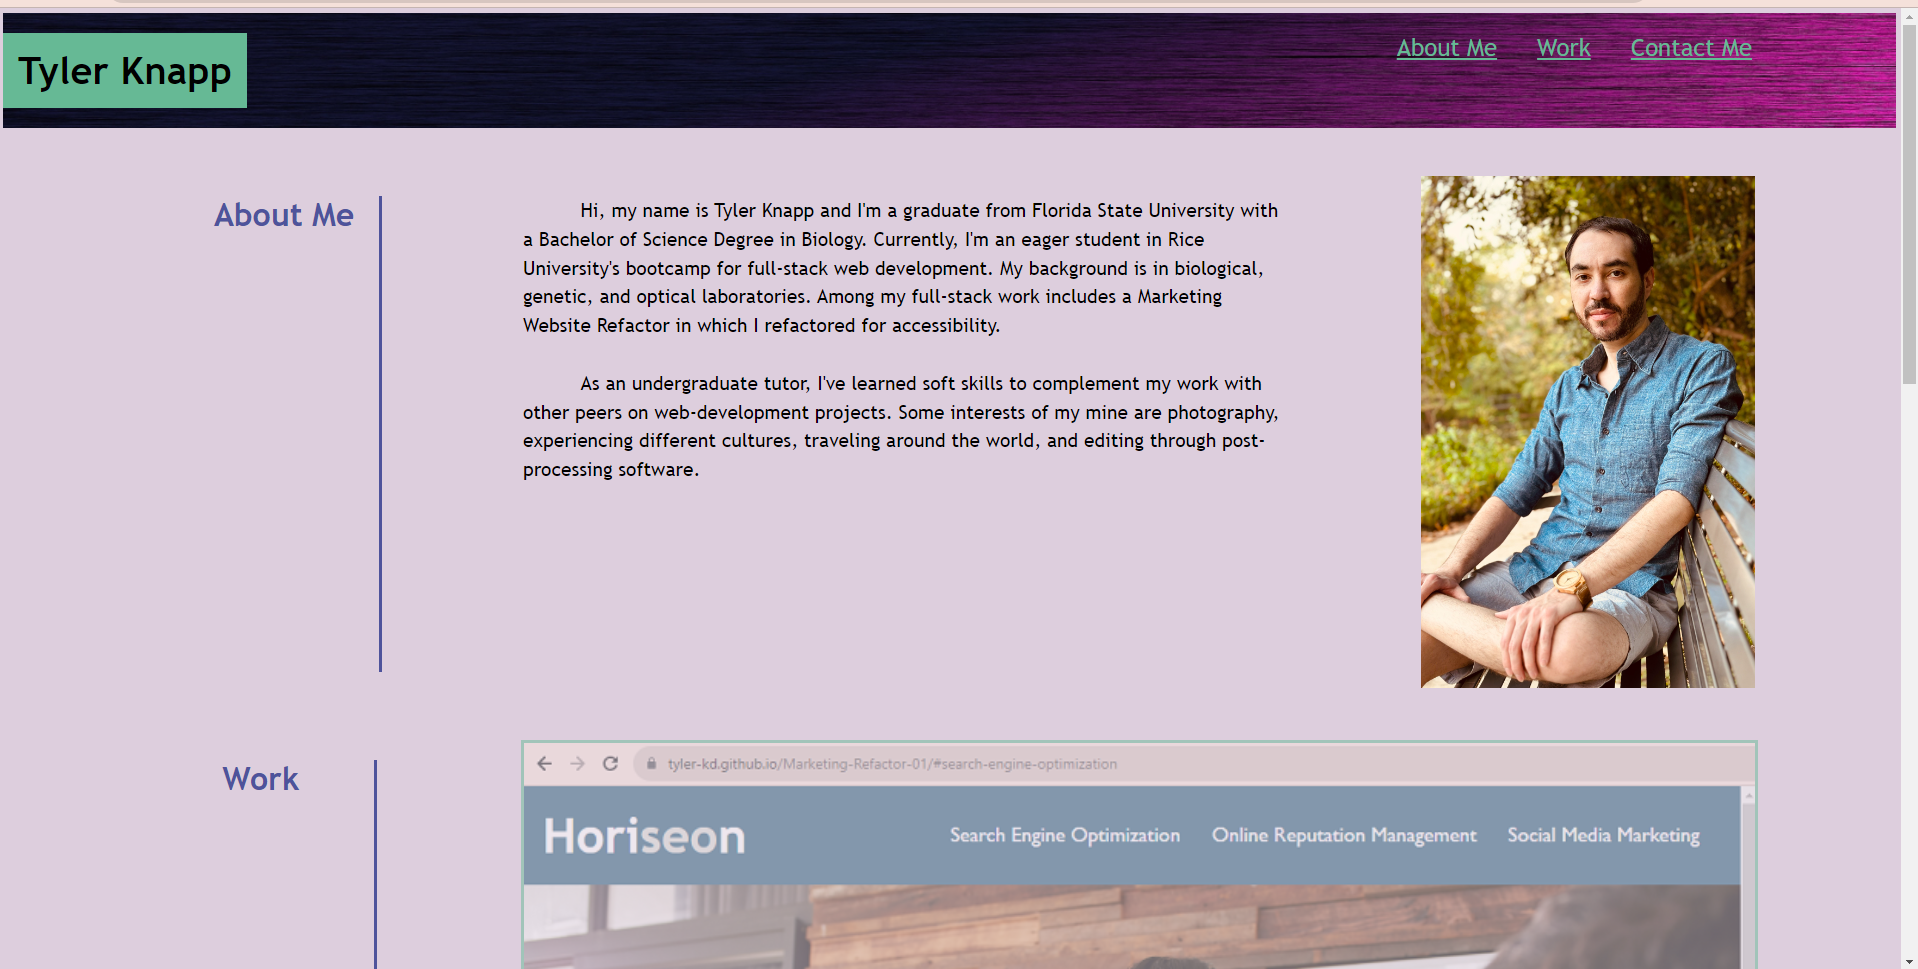 Tyler Knapp
About Me Work Contact Me
About Me
Hi, my name is Tyler Knapp and I'm a graduate from Florida State University with
a Bachelor of Science Degree in Biology. Currently, I'm an eager student in Rice
University's bootcamp for full-stack web development. My background is in biological,
genetic, and optical laboratories. Among my full-stack work includes a Marketing
Website Refactor in which I refactored for accessibility.
As an undergraduate tutor, I've learned soft skills to complement my work with
other peers on web-development projects. Some interests of my mine are photography,
experiencing different cultures, traveling around the world, and editing through post-
processing software.
Work
tyler-kd.github.io/Marketing-Refactor-01/#search-engine-optimization
Horiseon
Search Engine Optimization Online Reputation Management Social Media Marketing